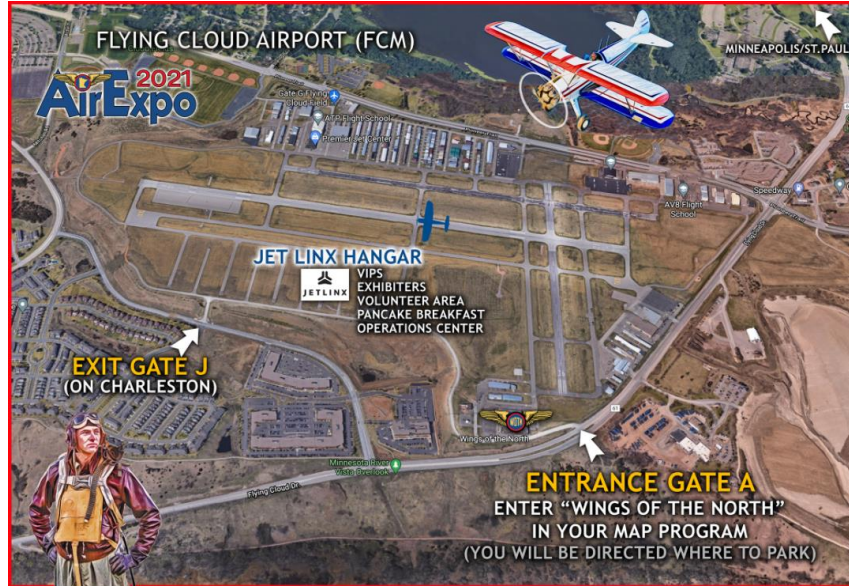 FLYING CLOUD AIRPORT (FCM)
MINNEAPOLIS/ST.PAUL
2021
AirExpo
Gate G Flying
Cloud Field
ATP Flight School
Premier Jet Center
Speedway
AV8 Flight
School
JET LINX HANGAR
JETLINX
VIPS
EXHIBITERS
VOLUNTEER AREA
PANCAKE BREAKFAST
OPERATIONS CENTER
EXIT GATE J
(ON CHARLESTON)
61
Wings of the North
Minnesota River
Vista Overlook
Flying Cloud Dr
ENTRANCE GATE A
ENTER “WINGS OF THE NORTH”
IN YOUR MAP PROGRAM
(YOU WILL BE DIRECTED WHERE TO PARK)